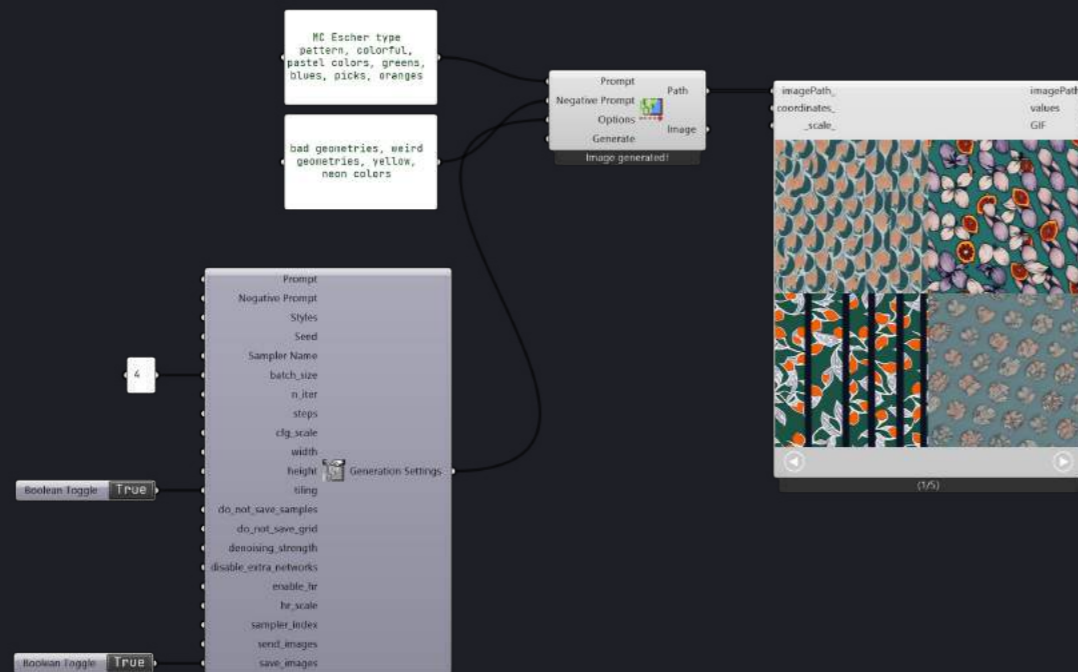 MC Escher type
pattern, colorful,
pastel colors, greens,
blues, picks, oranges
bad geometries, weird
geometries, yellow,
neon colors
Prompt
Negative Prompt
Options
Generate
Path
Image
Image generated!
imagePath_
coordinates_
_scale_
imagePath
values
GIF
(1/5)
Prompt
Negative Prompt
Styles
Seed
Sampler Name
batch_size
n_iter
steps
cfg_scale
width
height
tiling
do_not_save_samples
do_not_save_grid
denoising_strength
disable_extra_networks
enable_hr
hr_scale
sampler_index
send_images
save_images
Generation Settings
4
Boolean Toggle True
Boolean Toggle True